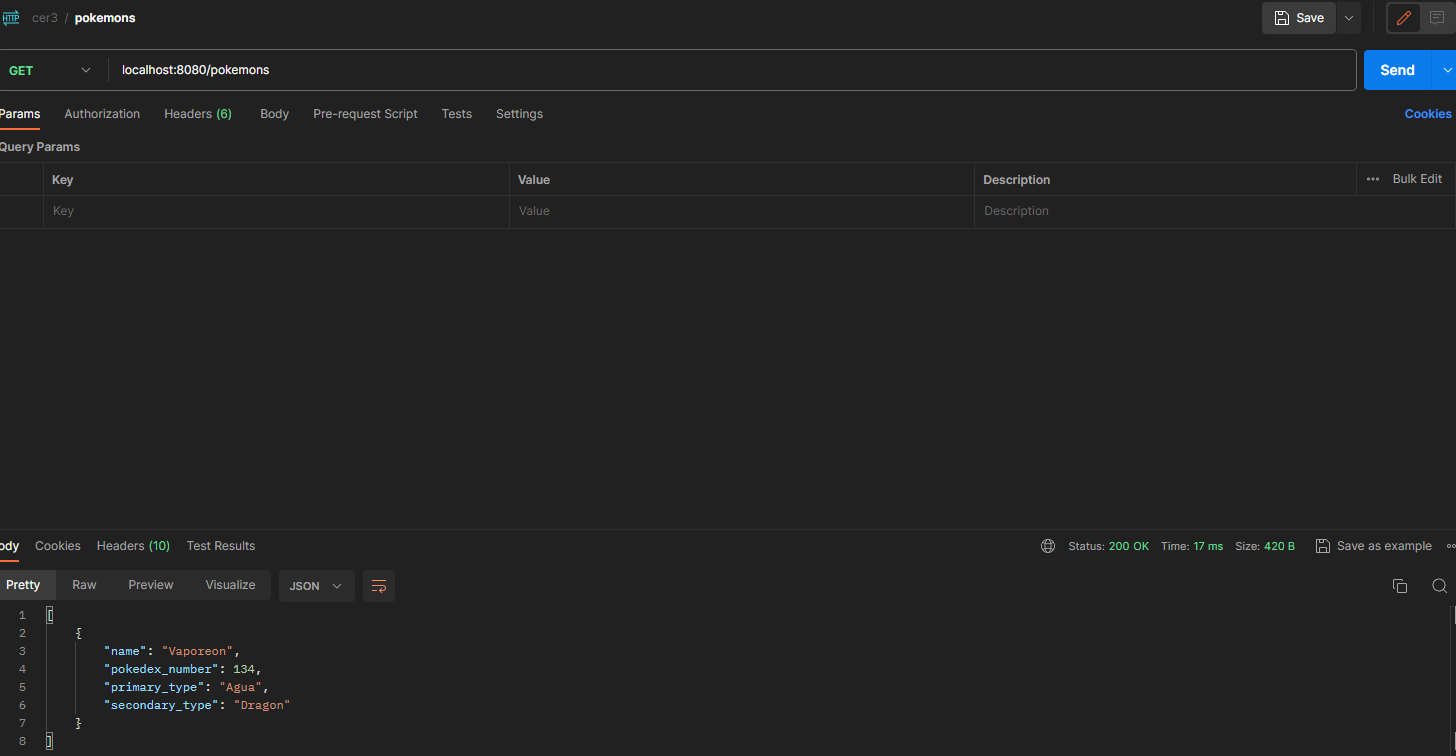 HTTP cer3 / pokemons Save
GET localhost:8080/pokemons Send
Params Authorization Headers (6) Body Pre-request Script Tests Settings Cookies
Query Params
Key Value Description ••• Bulk Edit
Key Value Description
ody Cookies Headers (10) Test Results Status: 200 OK Time: 17 ms Size: 420 B Save as example
Pretty Raw Preview Visualize JSON
1 [
2 {
3 "name": "Vaporeon",
4 "pokedex_number": 134,
5 "primary_type": "Agua",
6 "secondary_type": "Dragon"
7 }
8 ]